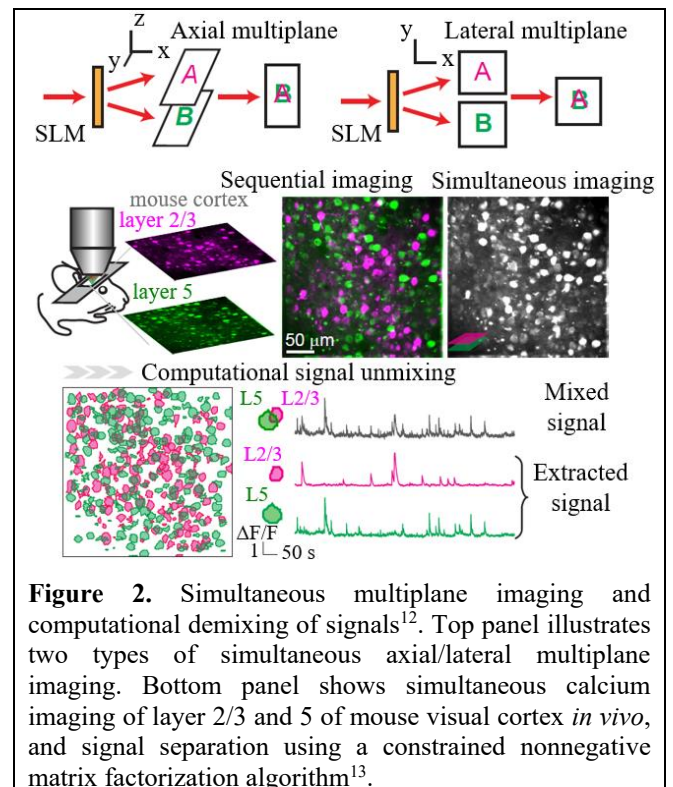 Axial multiplane
Lateral multiplane
z
y
x
y
x
A
B
B
A
A
B
B
A
SLM
SLM
Sequential imaging
Simultaneous imaging
mouse cortex
layer 2/3
layer 5
50 μm
Computational signal unmixing
L5
L2/3
Mixed
signal
L2/3
Extracted
signal
L5
ΔF/F
1
50 s
Figure 2. Simultaneous multiplane imaging and
computational demixing of signals¹². Top panel illustrates
two types of simultaneous axial/lateral multiplane
imaging. Bottom panel shows simultaneous calcium
imaging of layer 2/3 and 5 of mouse visual cortex in vivo,
and signal separation using a constrained nonnegative
matrix factorization algorithm¹³.